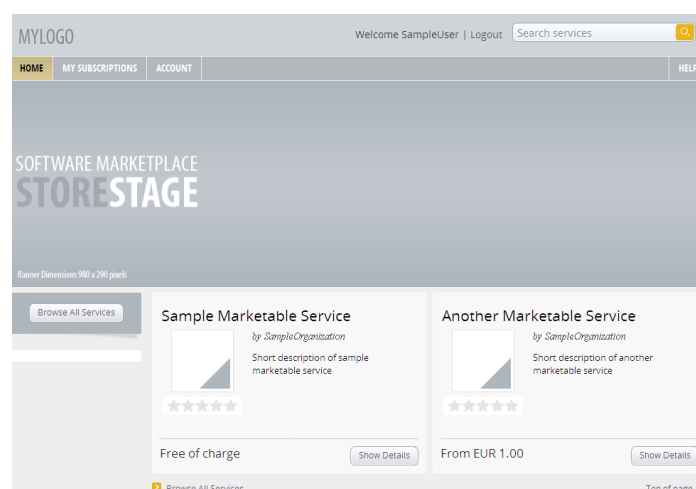 MYLOGO
Welcome SampleUser | Logout
Search services
HOME
MY SUBSCRIPTIONS
ACCOUNT
HELP
SOFTWARE MARKETPLACE
STORESTAGE
Banner Dimensions 980 x 290 pixels
Browse All Services
Sample Marketable Service
by SampleOrganization
Short description of sample
marketable service
Free of charge
Show Details
Another Marketable Service
by SampleOrganization
Short description of another
marketable service
From EUR 1.00
Show Details
Browse All Services
Top of page